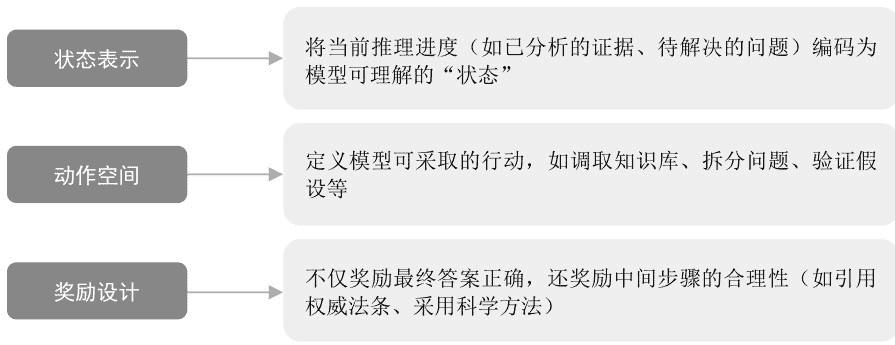 状态表示
将当前推理进度（如已分析的证据、待解决的问题）编码为
模型可理解的“状态”
动作空间
定义模型可采取的行动，如调取知识库、拆分问题、验证假
设等
奖励设计
不仅奖励最终答案正确，还奖励中间步骤的合理性（如引用
权威法条、采用科学方法）